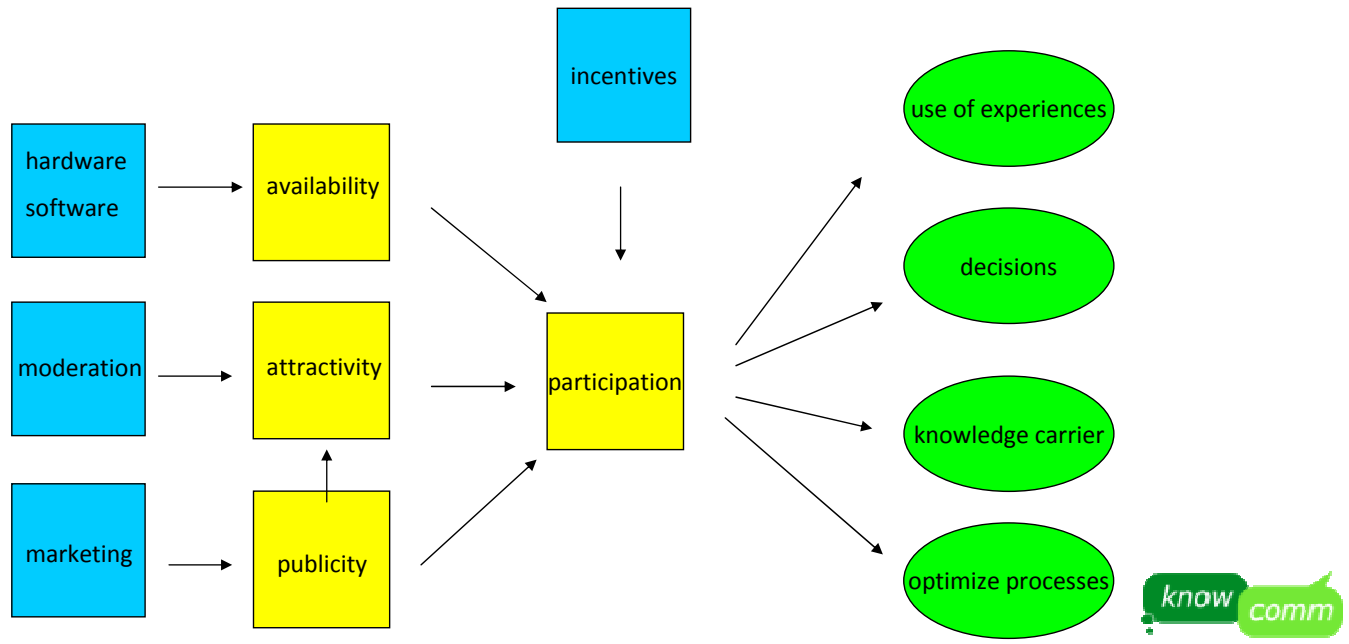 incentives
use of experiences
hardware
software
availability
decisions
moderation
attractivity
participation
knowledge carrier
marketing
publicity
optimize processes
know
comm